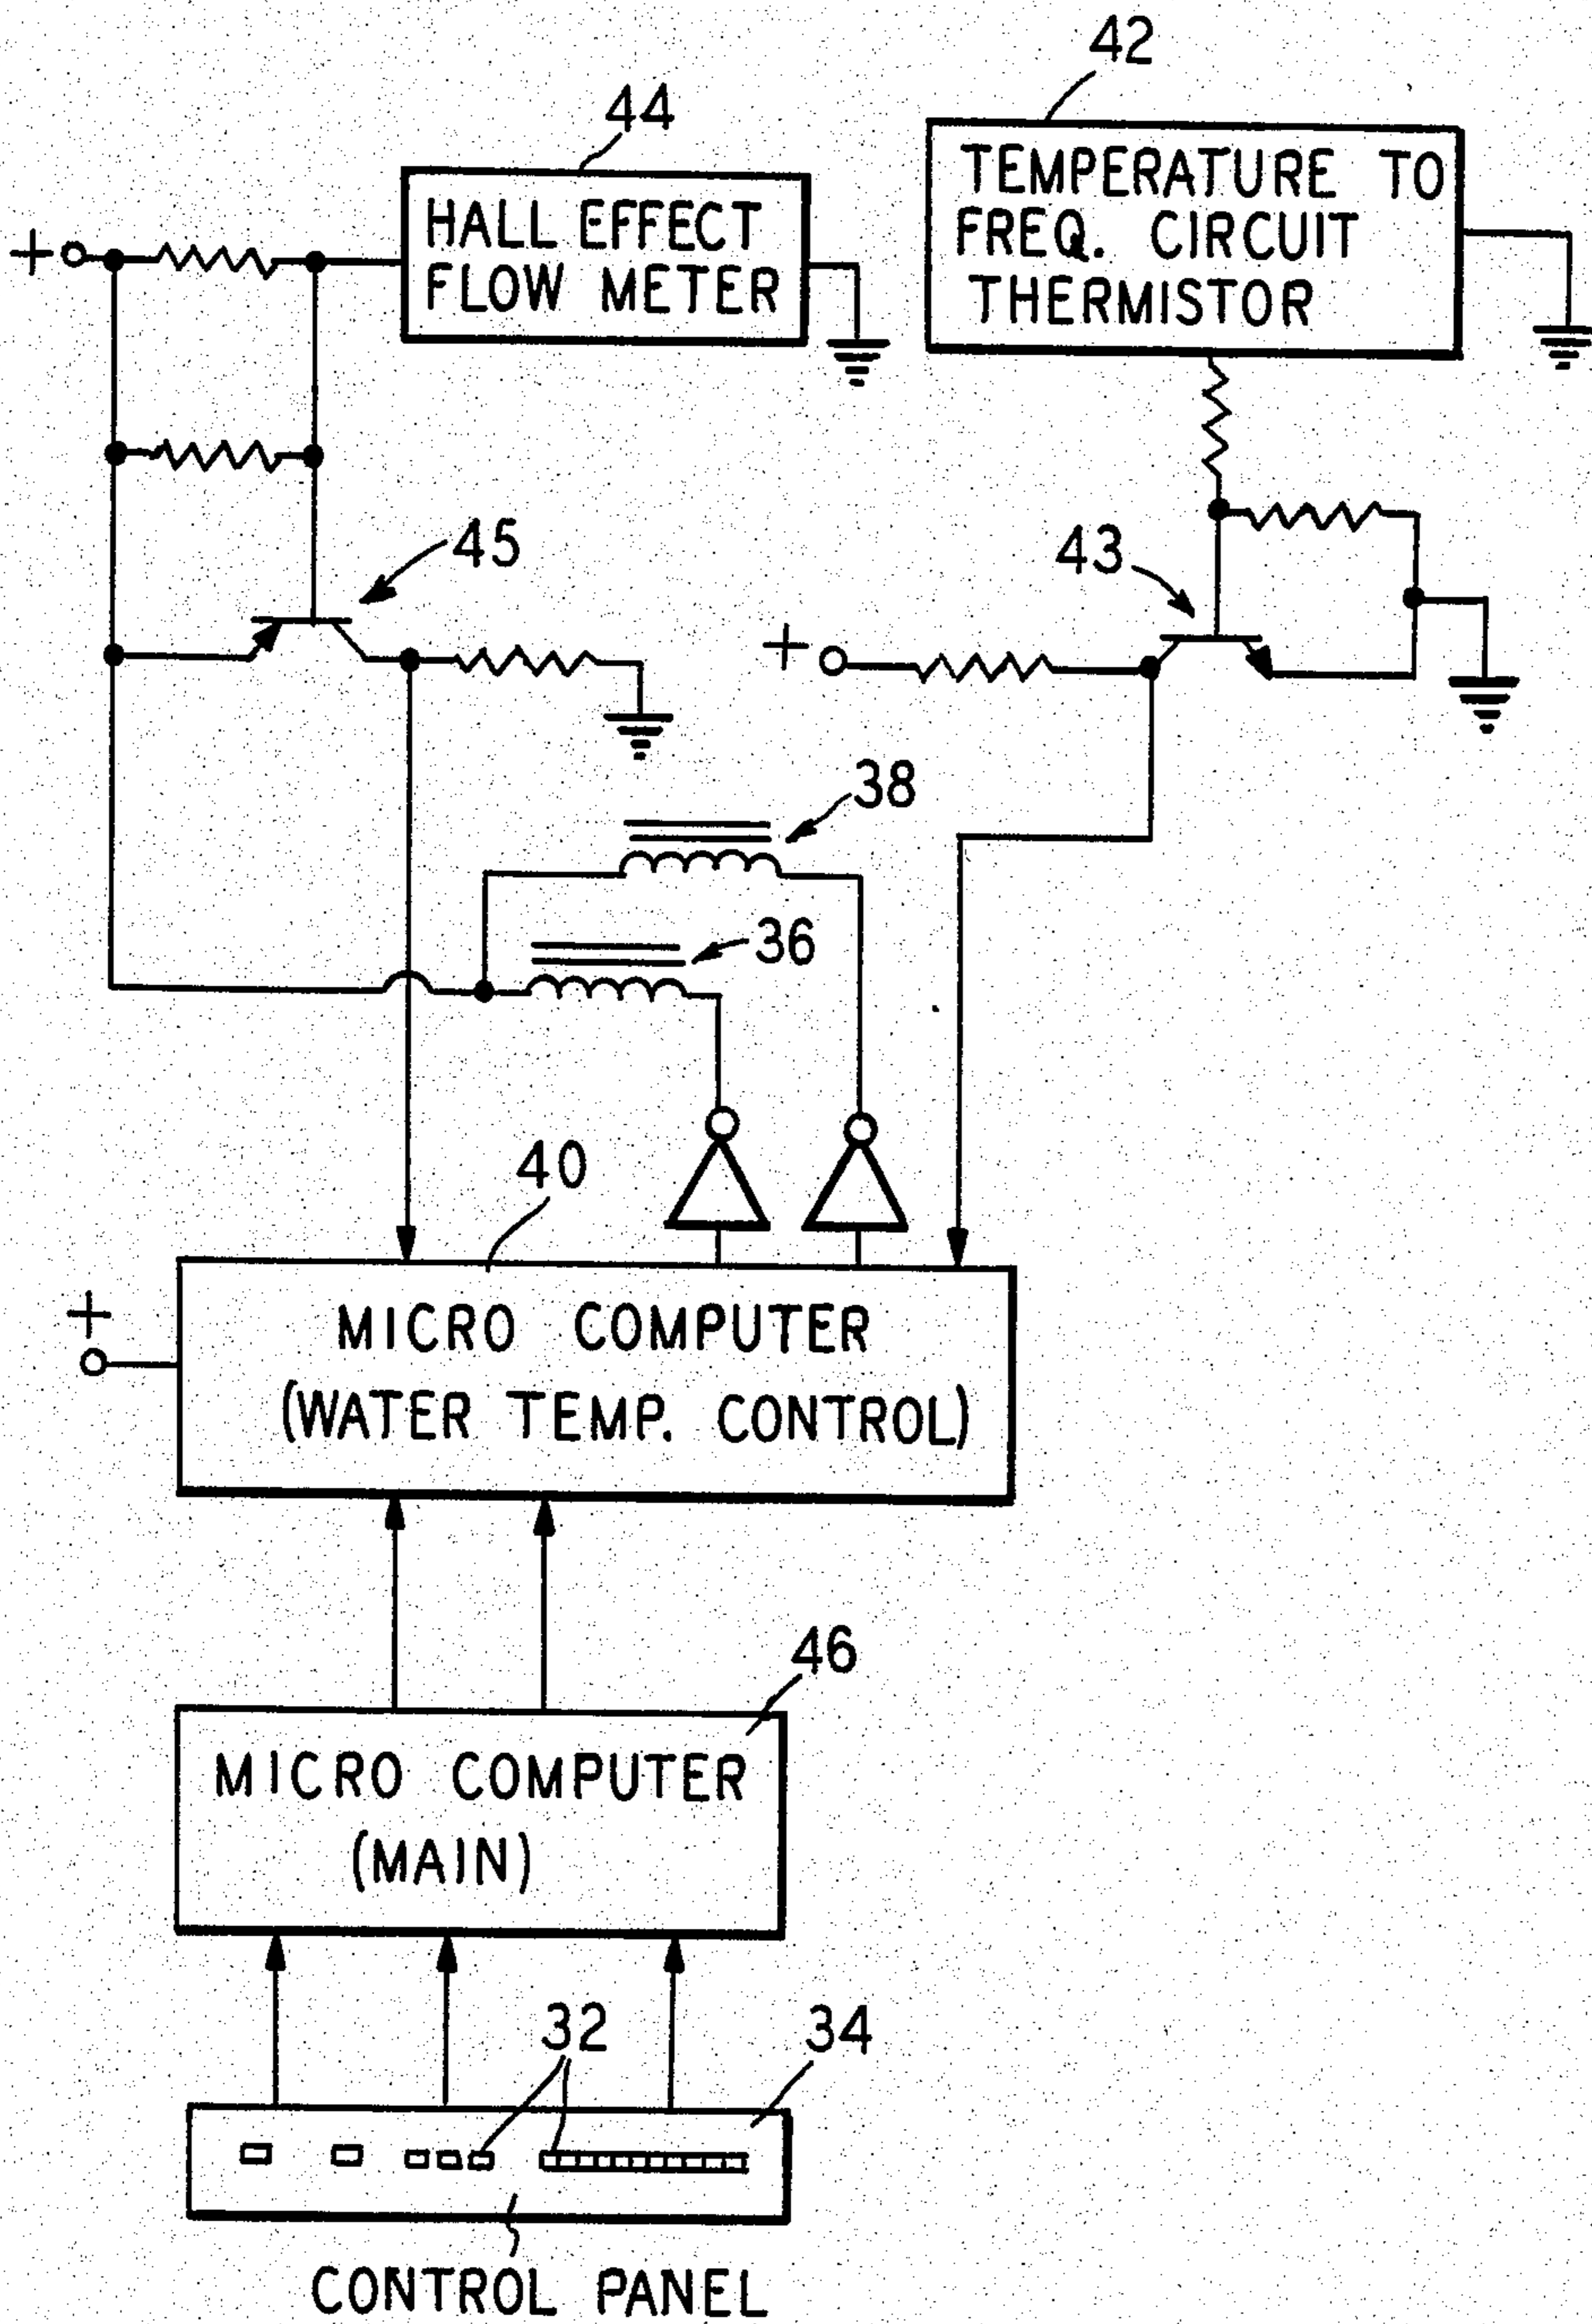 42
44
TEMPERATURE TO
FREQ. CIRCUIT
THERMISTOR
HALL EFFECT
FLOW METER
+
45
43
+
38
36
40
+
MICRO COMPUTER
(WATER TEMP. CONTROL)
46
MICRO COMPUTER
(MAIN)
32
34
CONTROL PANEL